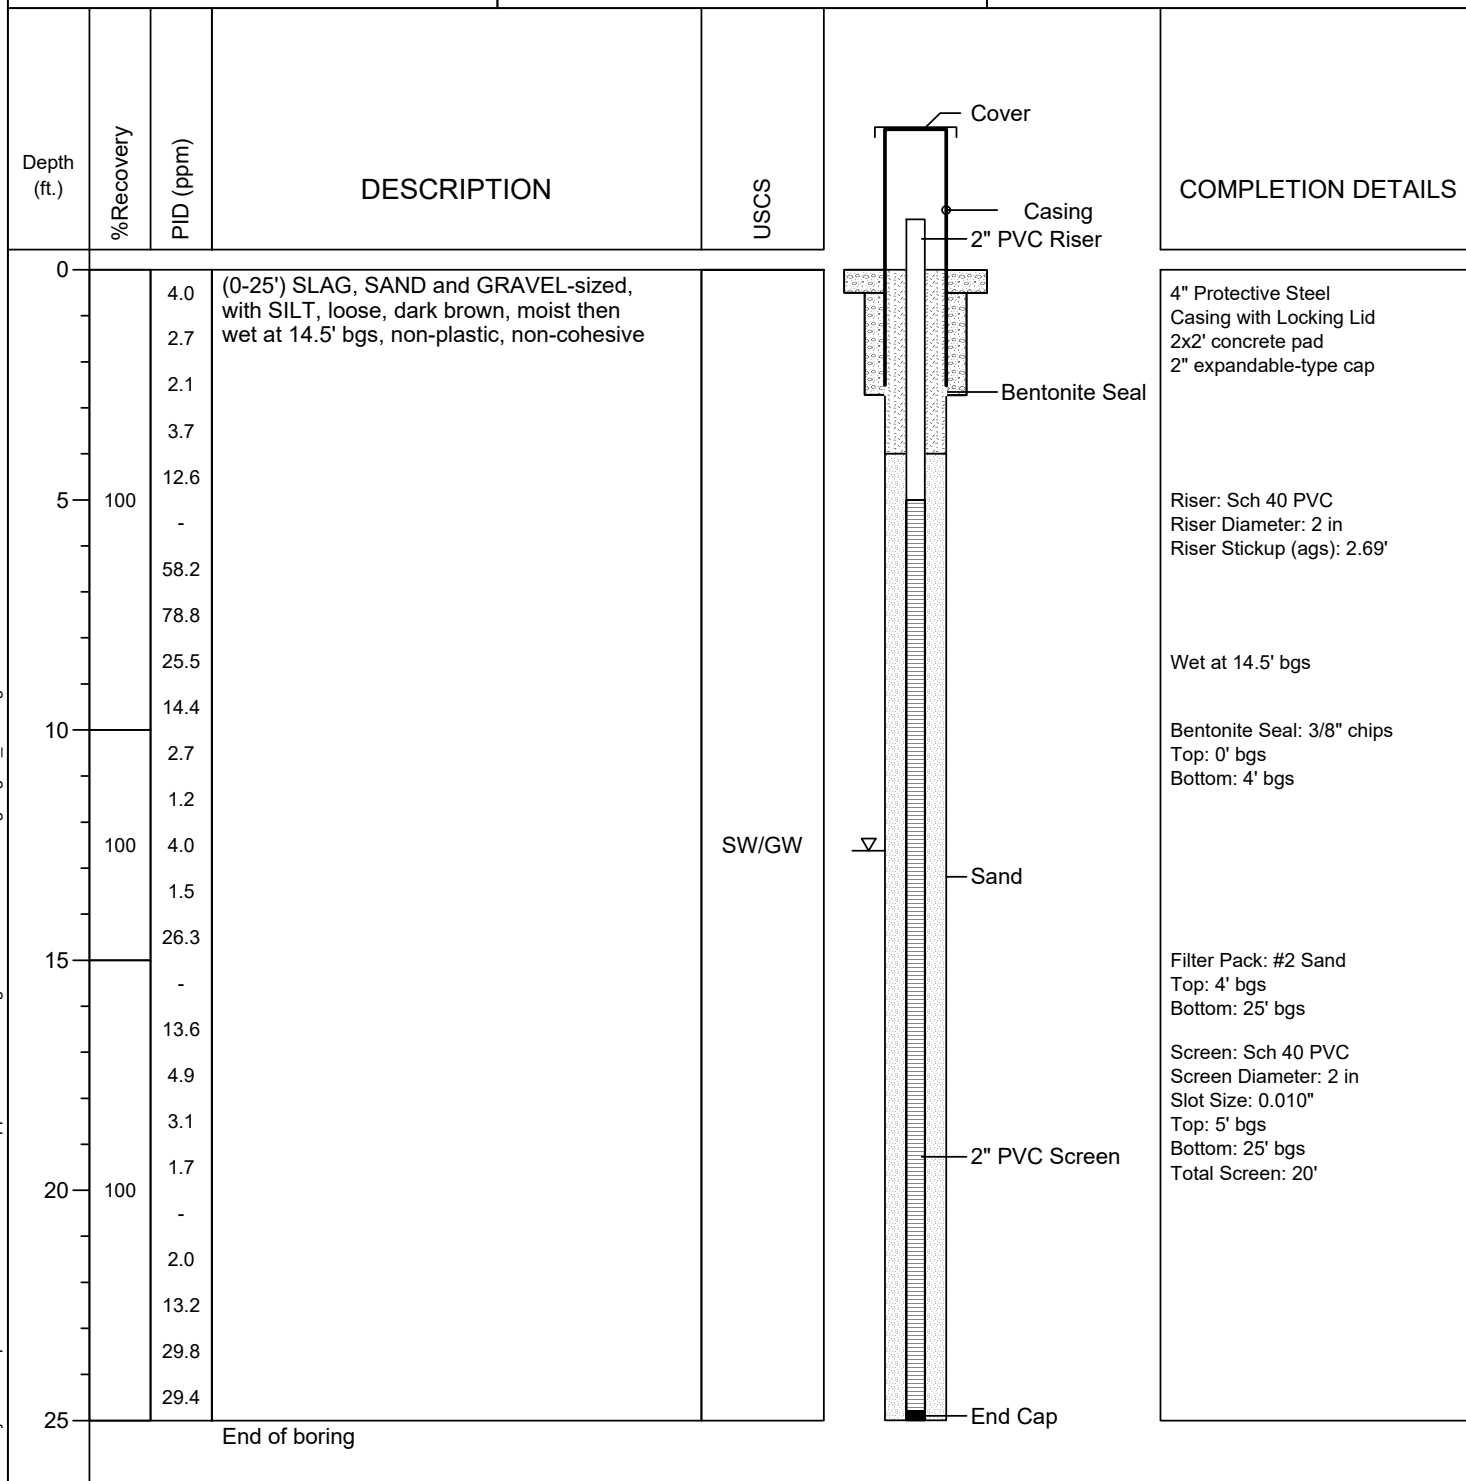 Depth
(ft.)
%Recovery
PID (ppm)
DESCRIPTION
USCS
Cover
Casing
2" PVC Riser
COMPLETION DETAILS
0
4.0
(0-25') SLAG, SAND and GRAVEL-sized,
with SILT, loose, dark brown, moist then
wet at 14.5' bgs, non-plastic, non-cohesive
4" Protective Steel
Casing with Locking Lid
2x2' concrete pad
2" expandable-type cap
2.7
2.1
Bentonite Seal
3.7
12.6
5
100
Riser: Sch 40 PVC
Riser Diameter: 2 in
Riser Stickup (ags): 2.69'
-
58.2
78.8
25.5
Wet at 14.5' bgs
14.4
10
Bentonite Seal: 3/8" chips
Top: 0' bgs
Bottom: 4' bgs
2.7
1.2
100
4.0
SW/GW
Sand
1.5
26.3
15
Filter Pack: #2 Sand
Top: 4' bgs
Bottom: 25' bgs
-
13.6
Screen: Sch 40 PVC
Screen Diameter: 2 in
Slot Size: 0.010"
Top: 5' bgs
Bottom: 25' bgs
Total Screen: 20'
4.9
3.1
1.7
2" PVC Screen
20
100
-
2.0
13.2
29.8
29.4
25
End Cap
End of boring